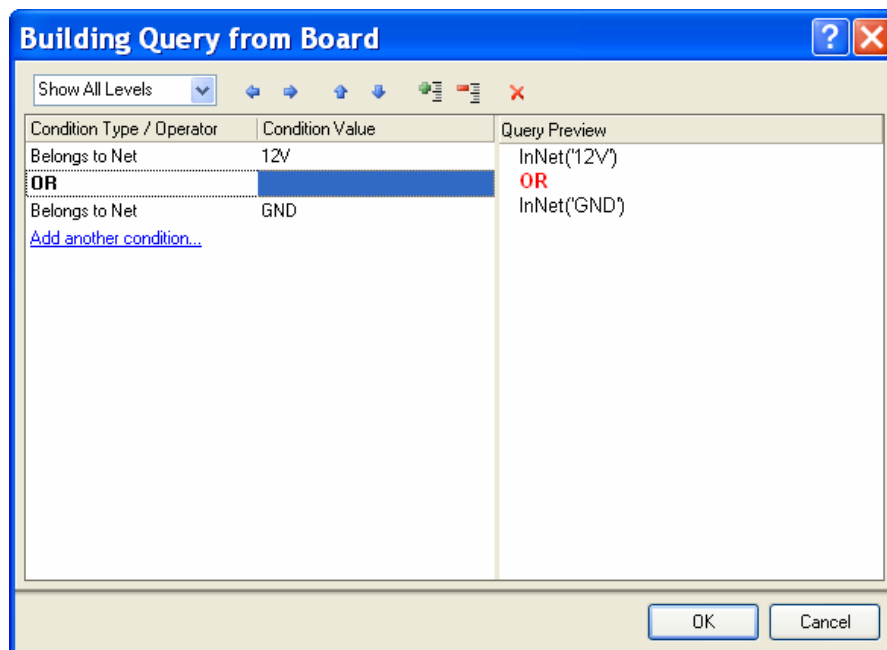 Building Query from Board
Show All Levels
Condition Type / Operator Condition Value Query Preview
Belongs to Net 12V InNet('12V')
OR OR
Belongs to Net GND InNet('GND')
Add another condition...
OK Cancel